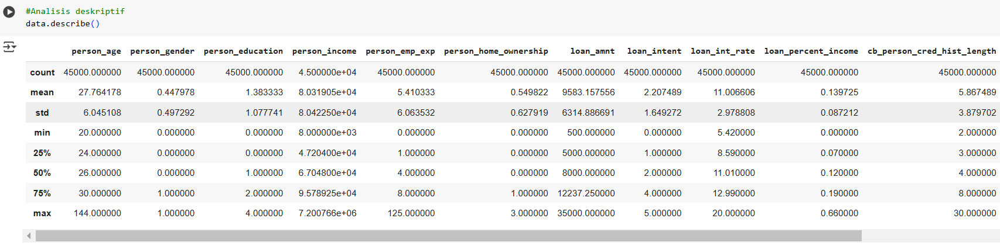 #Analisis deskriptif
data.describe()
person_age person_gender person_education person_income person_emp_exp person_home_ownership loan_amnt loan_intent loan_int_rate loan_percent_income cb_person_cred_hist_length
count 45000.000000 45000.000000 45000.000000 4.500000e+04 45000.000000 45000.000000 45000.000000 45000.000000 45000.000000 45000.000000 45000.000000
mean 27.764178 0.447978 1.383333 8.031905e+04 5.410333 0.549822 9583.157556 2.207489 11.006606 0.139725 5.867489
std 6.045108 0.497292 1.077741 8.042250e+04 6.063532 0.627919 6314.886691 1.649272 2.978808 0.087212 3.879702
min 20.000000 0.000000 0.000000 8.000000e+03 0.000000 0.000000 500.000000 0.000000 5.420000 0.000000 2.000000
25% 24.000000 0.000000 0.000000 4.720400e+04 1.000000 0.000000 5000.000000 1.000000 8.590000 0.070000 3.000000
50% 26.000000 0.000000 1.000000 6.704800e+04 4.000000 0.000000 8000.000000 2.000000 11.010000 0.120000 4.000000
75% 30.000000 1.000000 2.000000 9.578925e+04 8.000000 1.000000 12237.250000 4.000000 12.990000 0.190000 8.000000
max 144.000000 1.000000 4.000000 7.200766e+06 125.000000 3.000000 35000.000000 5.000000 20.000000 0.660000 30.000000